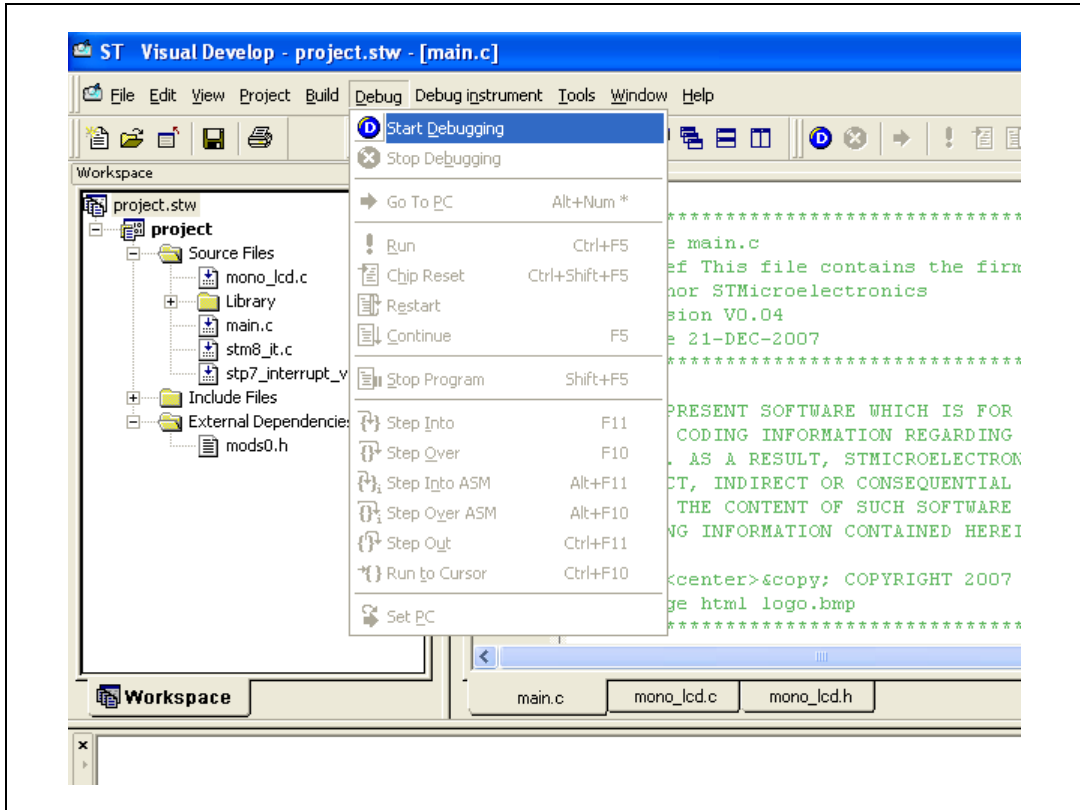 ST Visual Develop - project.stw - [main.c]
File Edit View Project Build Debug Debug instrument Tools Window Help
Start Debugging
Stop Debugging
Go To PC Alt+Num *
Run Ctrl+F5
Chip Reset Ctrl+Shift+F5
Restart
Continue F5
Stop Program Shift+F5
Step Into F11
Step Over F10
Step Into ASM Alt+F11
Step Over ASM Alt+F10
Step Out Ctrl+F11
Run to Cursor Ctrl+F10
Set PC
Workspace
project.stw
project
Source Files
mono_lcd.c
Library
main.c
stm8_it.c
stp7_interrupt_v
Include Files
External Dependencies
mods0.h
*******************************
e main.c
ef This file contains the firm
hor STMicroelectronics
sion V0.04
e 21-DEC-2007
*******************************
PRESENT SOFTWARE WHICH IS FOR
CODING INFORMATION REGARDING
. AS A RESULT, STMICROELECTRON
CT, INDIRECT OR CONSEQUENTIAL
THE CONTENT OF SUCH SOFTWARE
NG INFORMATION CONTAINED HEREI
<center>&copy; COPYRIGHT 2007
ge html logo.bmp
*******************************
Workspace
main.c mono_lcd.c mono_lcd.h